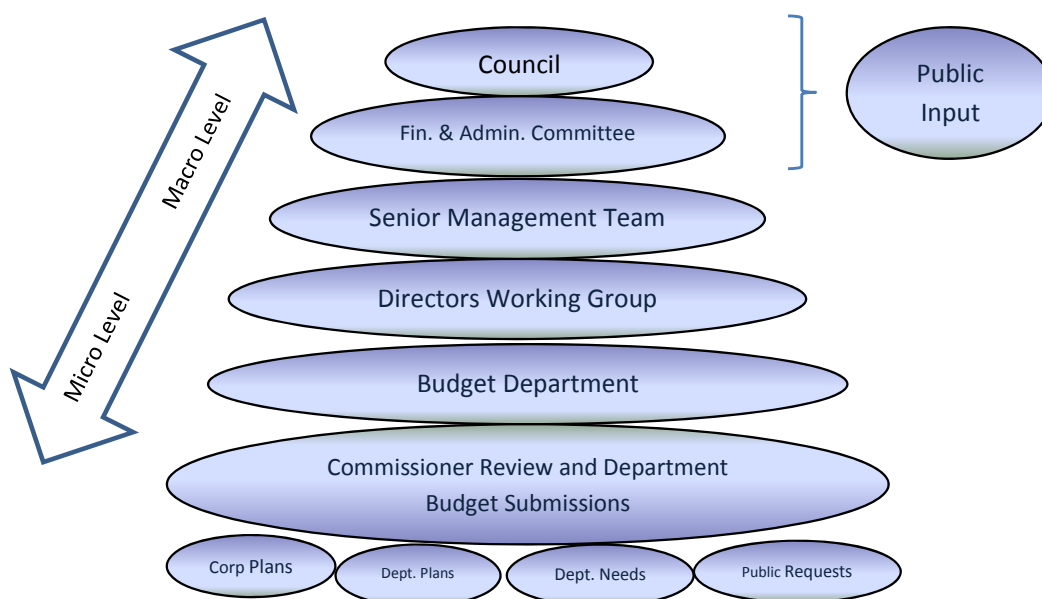 Council
Public
Input
Fin. & Admin. Committee
Macro Level
Senior Management Team
Directors Working Group
Micro Level
Budget Department
Commissioner Review and Department
Budget Submissions
Corp Plans
Dept. Plans
Dept. Needs
Public Requests